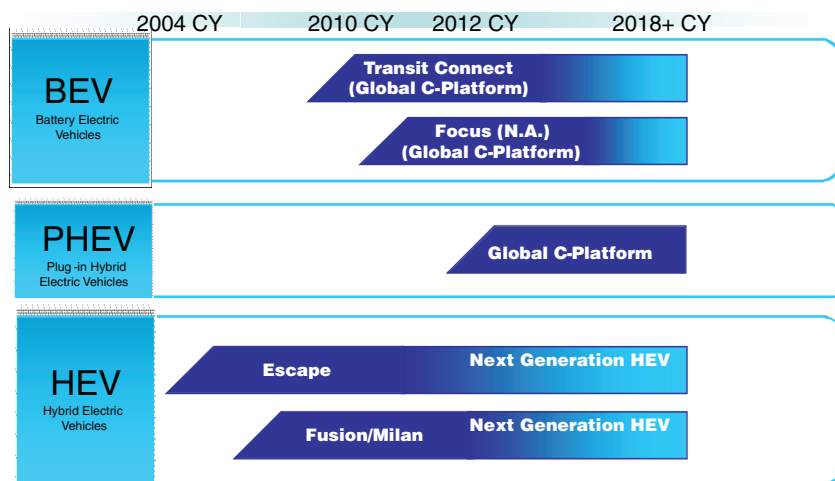 2004 CY 2010 CY 2012 CY 2018+ CY
BEV
Battery Electric
Vehicles
Transit Connect
(Global C-Platform)
Focus (N.A.)
(Global C-Platform)
PHEV
Plug-in Hybrid
Electric Vehicles
Global C-Platform
HEV
Hybrid Electric
Vehicles
Escape
Next Generation HEV
Fusion/Milan
Next Generation HEV